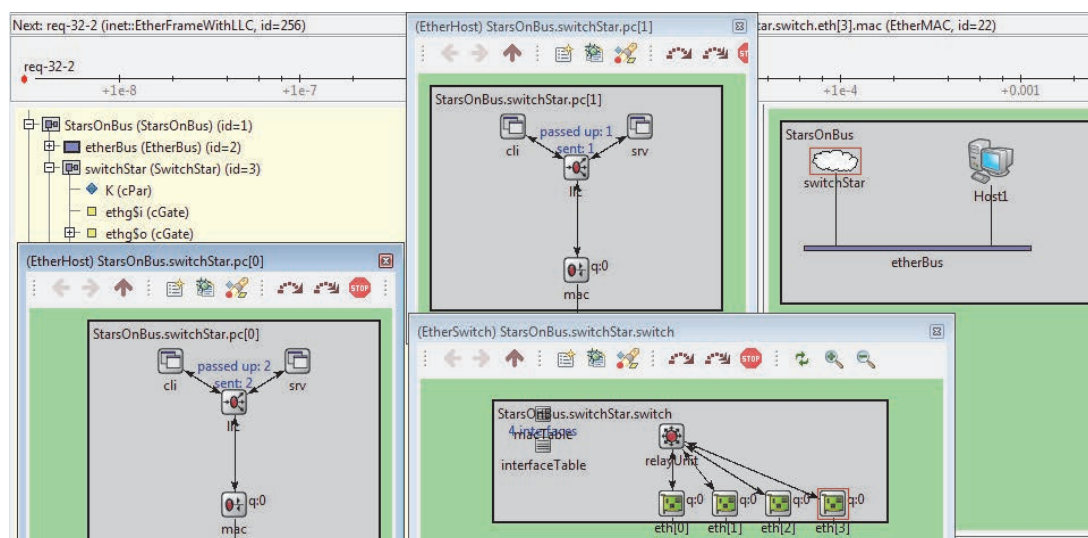 Next: req-32-2 (inet::EtherFrameWithLLC, id=256)
(EtherHost) StarsOnBus.switchStar.pc[1]
tar.switch.eth[3].mac (EtherMAC, id=22)
req-32-2
+1e-8
+1e-7
+1e-4
+0.001
STOP
StarsOnBus (StarsOnBus) (id=1)
etherBus (EtherBus) (id=2)
switchStar (SwitchStar) (id=3)
K (cPar)
ethg$i (cGate)
ethg$o (cGate)
StarsOnBus.switchStar.pc[1]
passed up: 1
cli
srv
sent: 1
llc
q:0
mac
StarsOnBus
switchStar
Host1
etherBus
(EtherHost) StarsOnBus.switchStar.pc[0]
STOP
StarsOnBus.switchStar.pc[0]
passed up: 2
cli
srv
sent: 2
llc
q:0
mac
(EtherSwitch) StarsOnBus.switchStar.switch
STOP
StarsOnBus.switchStar.switch
4 interfaces
macTable
interfaceTable
relayUnit
q:0 q:0 q:0 q:0
eth[0] eth[1] eth[2] eth[3]